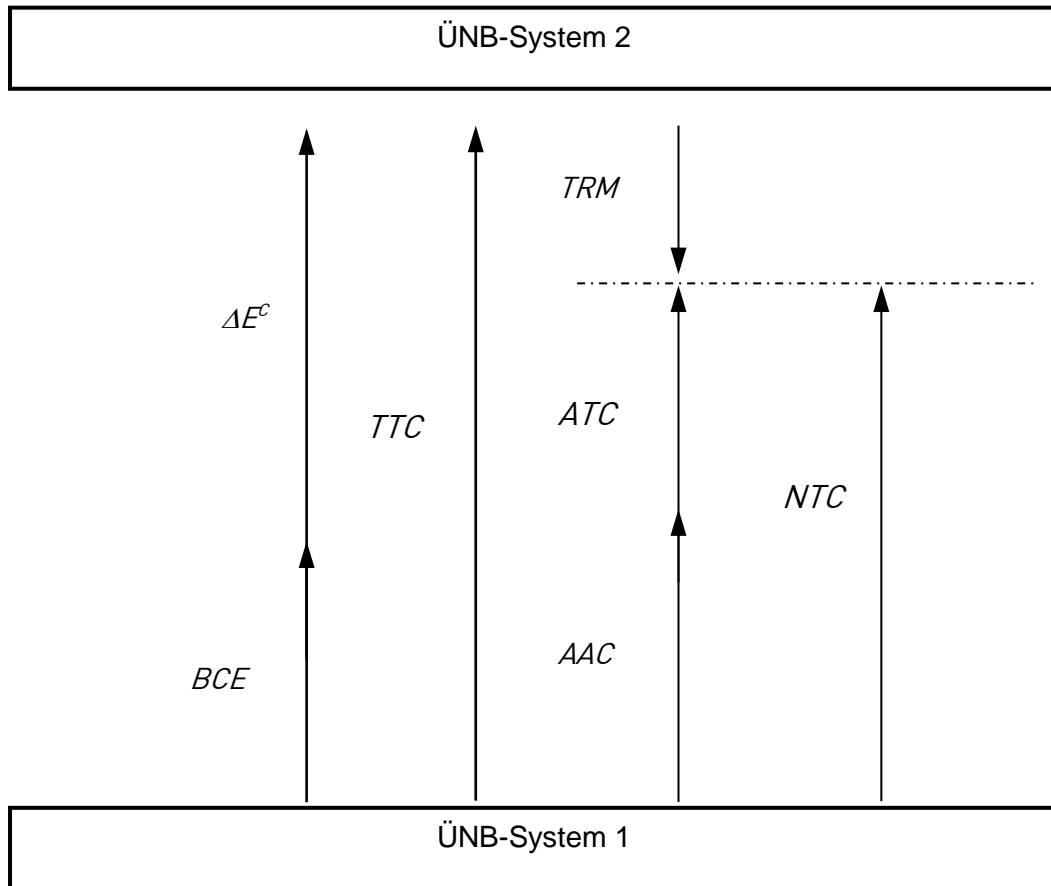 ÜNB-System 2
TRM
ΔE^C
TTC
ATC
NTC
AAC
BCE
ÜNB-System 1